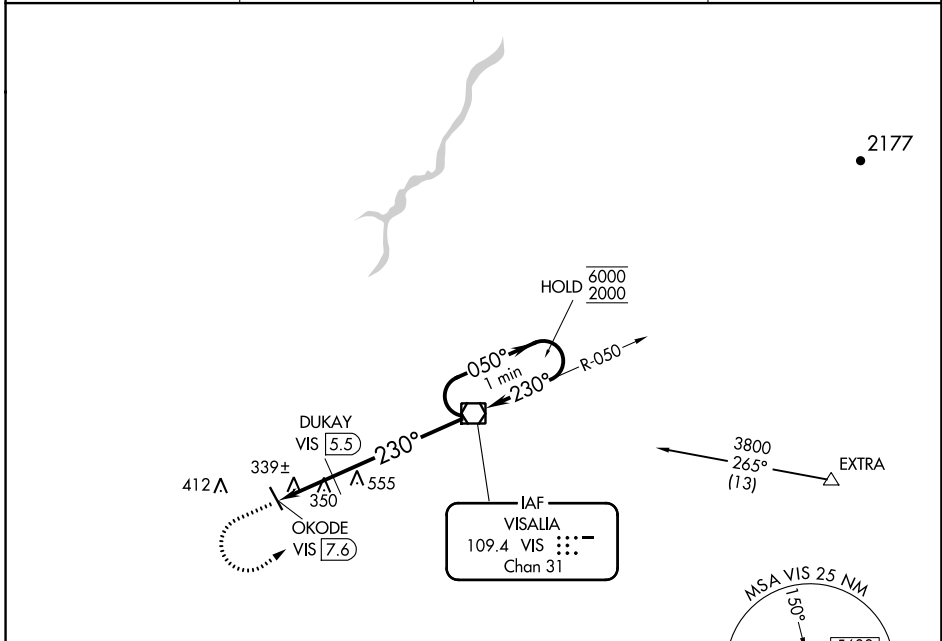 2177
HOLD 6000
2000
050°
1 min
230°
R-050
DUKAY
VIS 5.5
230°
3800
265°
(13)
EXTRA
412
339±
350
555
OKODE
VIS 7.6
IAF
VISALIA
109.4 VIS
Chan 31
MSA VIS 25 NM
150°